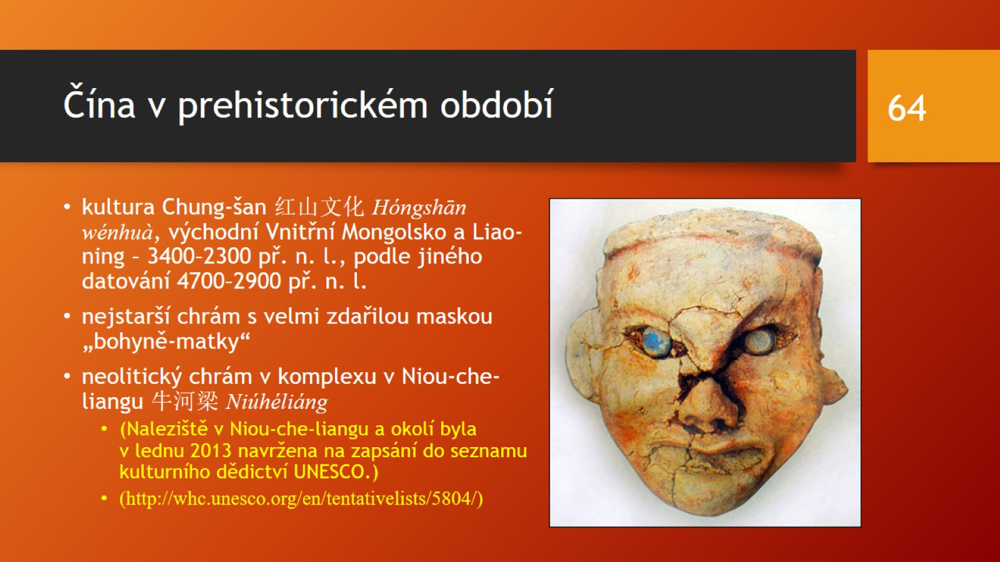 Čína v prehistorickém období
64
• kultura Chung-šan 红山文化 Hóngshān
wénhuà, východní Vnitřní Mongolsko a Liao-
ning – 3400–2300 př. n. l., podle jiného
datování 4700–2900 př. n. l.
• nejstarší chrám s velmi zdařilou maskou
„bohyně-matky“
• neolitický chrám v komplexu v Niou-che-
liangu 牛河梁 Niúhéliáng
• (Naleziště v Niou-che-liangu a okolí byla
v lednu 2013 navržena na zapsání do seznamu
kulturního dědictví UNESCO.)
• (http://whc.unesco.org/en/tentativelists/5804/)